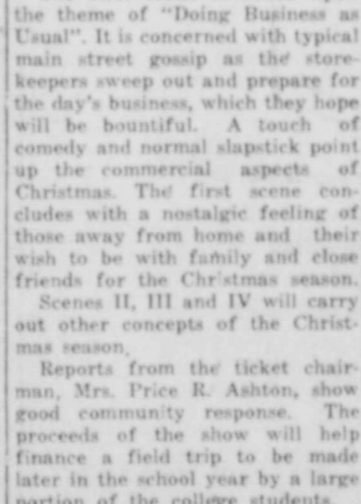 the theme of "Doing Business as
Usual". It is concerned with typical
main street gossip as the store-
keepers sweep out and prepare for
the day's business, which they hope
will be bountiful. A touch of
comedy and normal slapstick point
up the commercial aspects of
Christmas. The first scene con-
cludes with a nostalgic feeling of
those away from home and their
wish to be with family and close
friends for the Christmas season.
Scenes II, III and IV will carry
out other concepts of the Christ-
mas season.
Reports from the ticket chair-
man, Mrs. Price R. Ashton, show
good community response. The
proceeds of the show will help
finance a field trip to be made
later in the school year by a large
portion of the college students.